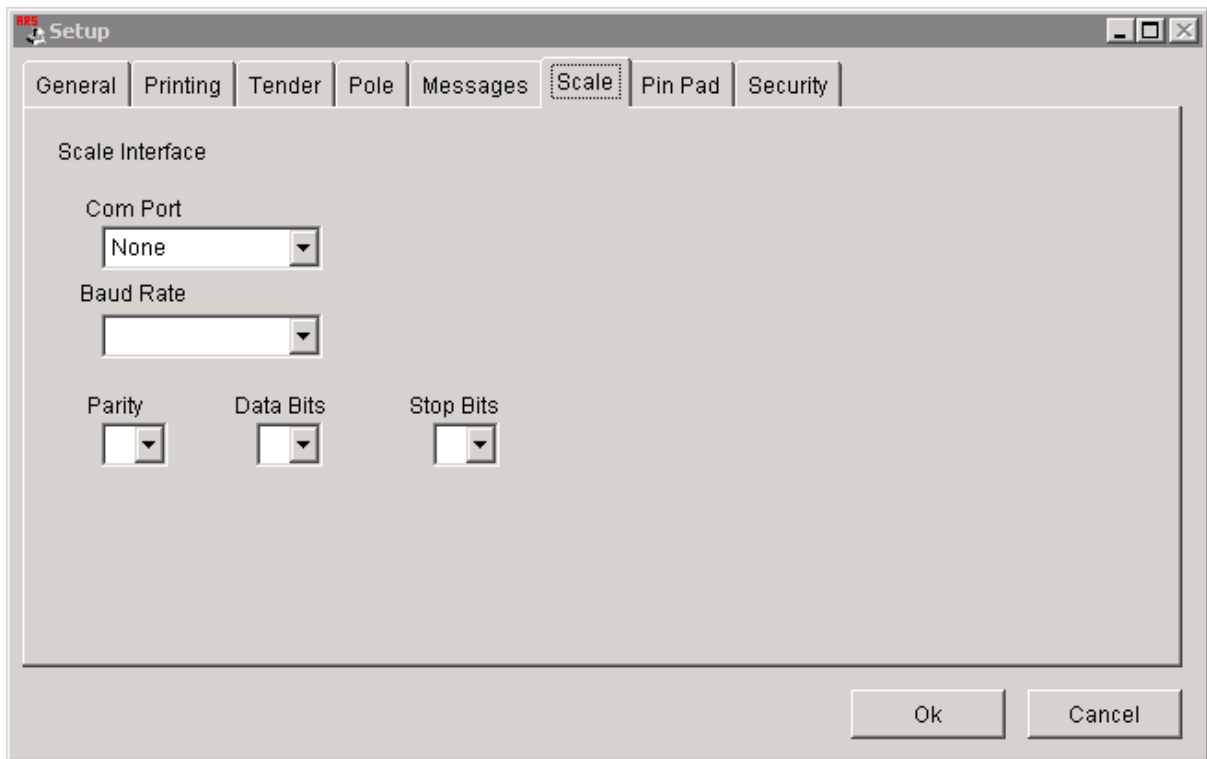 ARS
Setup
General Printing Tender Pole Messages Scale Pin Pad Security
Scale Interface
Com Port
None
Baud Rate
Parity Data Bits Stop Bits
Ok Cancel